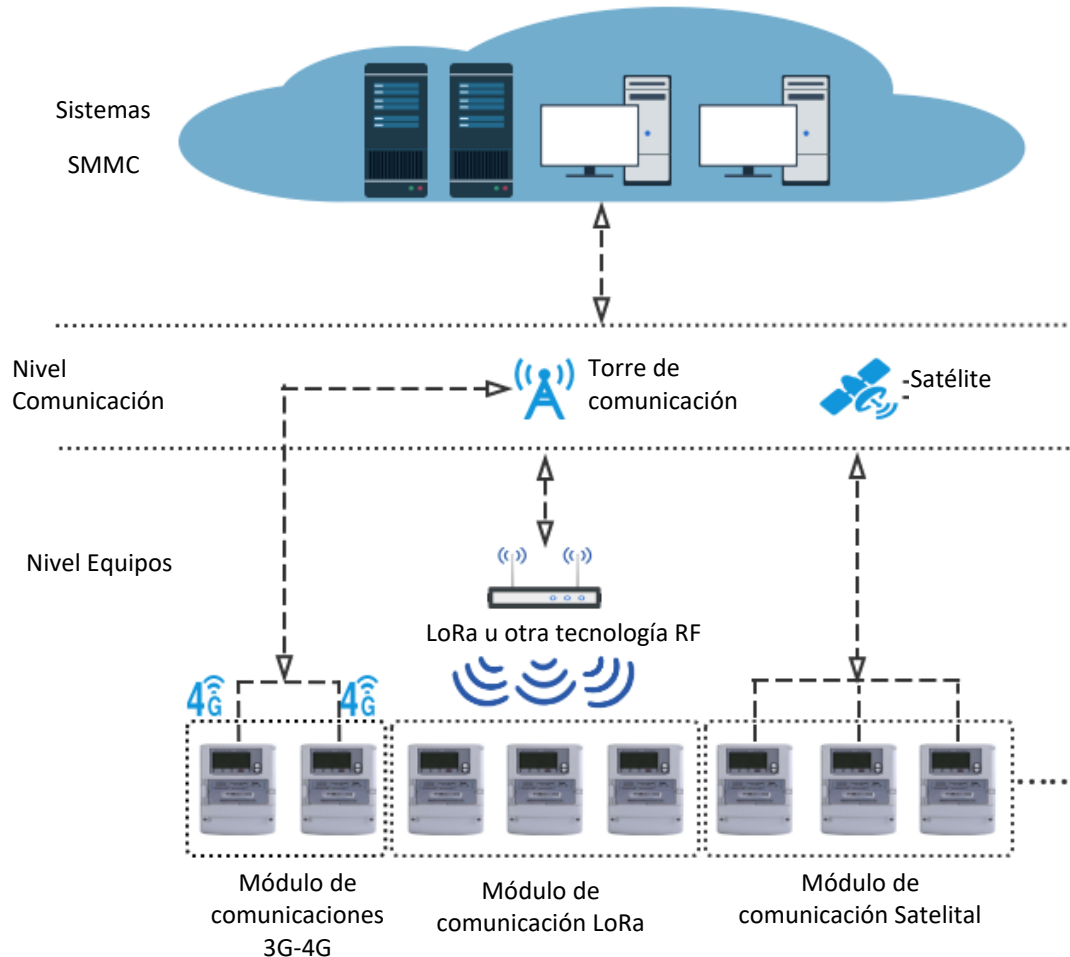 Sistemas
SMMC
Nivel
Comunicación
Torre de
comunicación
Satélite
Nivel Equipos
LoRa u otra tecnología RF
4G
4G
Módulo de
comunicaciones
3G-4G
Módulo de
comunicación LoRa
Módulo de
comunicación Satelital